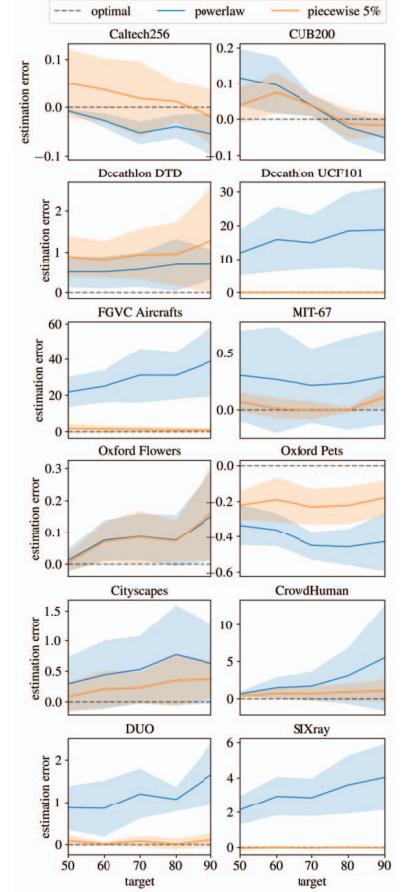 optimal powerlaw piecewise 5%
Caltech256 CUB200
estimation error
0.1
0.0
−0.1
0.2
0.1
0.0
0.1
Decathlon DTD Decathlon UCF101
estimation error
2
1
0
30
20
10
0
FGVC Aircrafts MIT-67
estimation error
60
40
20
0
0.5
0.0
Oxford Flowers Oxford Pets
estimation error
0.3
0.2
0.1
0.0
0.0
0.2
0.4
0.6
Cityscapes CrowdHuman
estimation error
1.5
1.0
0.5
0.0
10
5
0
DUO SIXray
estimation error
2
1
0
6
4
2
0
50 60 70 80 90 50 60 70 80 90
target target